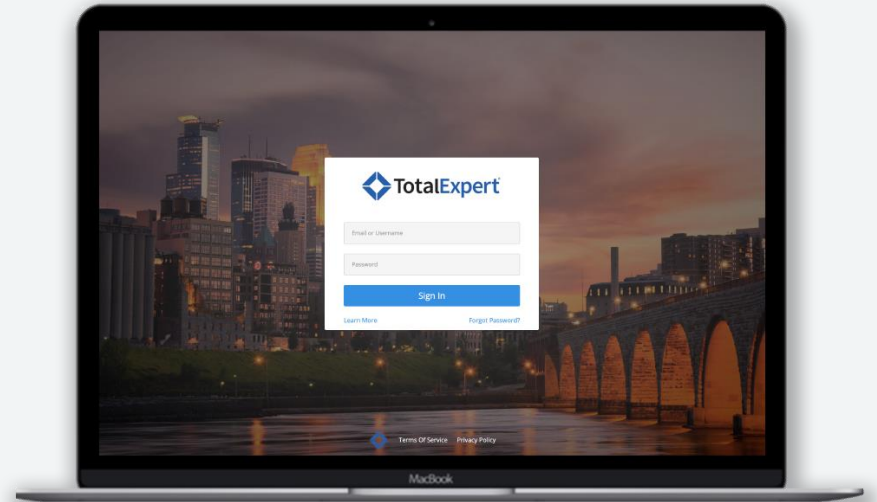 TotalExpert
Email or Username
Password
Sign In
Learn More Forgot Password?
Terms Of Service Privacy Policy
MacBook